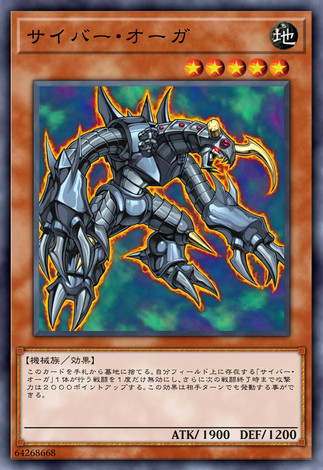 サイバー・オーガ
地
【機械族／効果】
このカードを手札から墓地に捨てる。自分フィールド上に存在する「サイバー・
オーガ」１体が行う戦闘を１度だけ無効にし、さらに次の戦闘終了時まで攻撃
力は２０００ポイントアップする。この効果は相手ターンでも発動する事がで
きる。
ATK/ 1900 DEF/1200
64268668